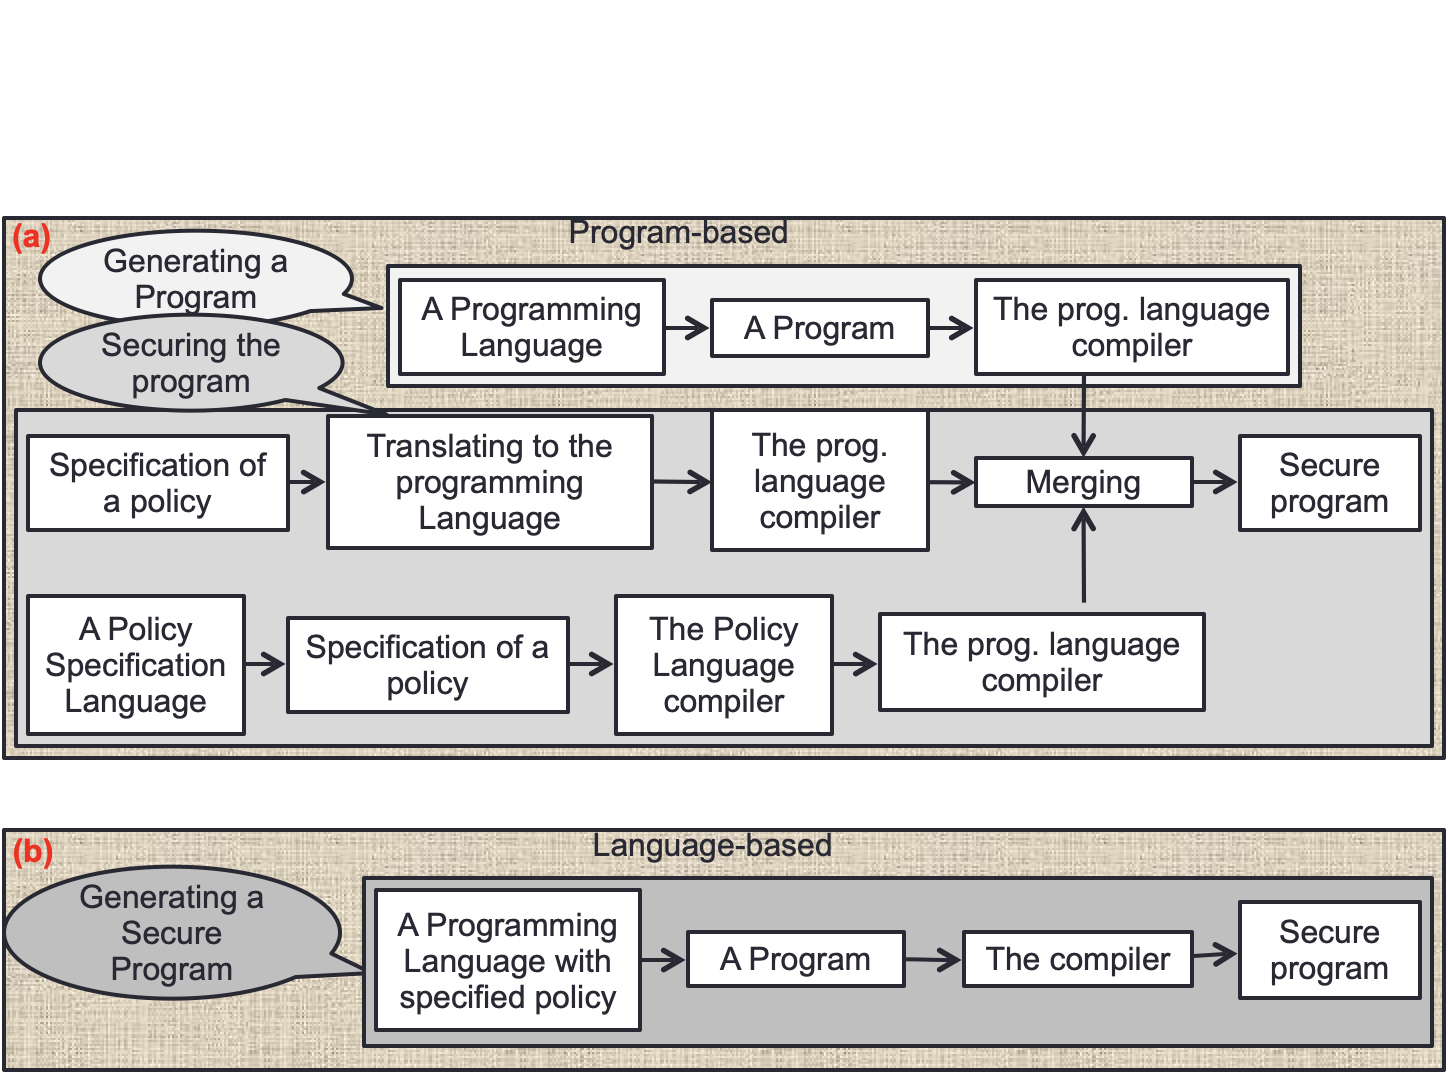 (a)
Program-based
Generating a
Program
Securing the
program
A Programming
Language
A Program
The prog. language
compiler
Specification of
a policy
Translating to the
programming
Language
The prog.
language
compiler
Merging
Secure
program
A Policy
Specification
Language
Specification of a
policy
The Policy
Language
compiler
The prog. language
compiler
(b)
Language-based
Generating a
Secure
Program
A Programming
Language with
specified policy
A Program
The compiler
Secure
program